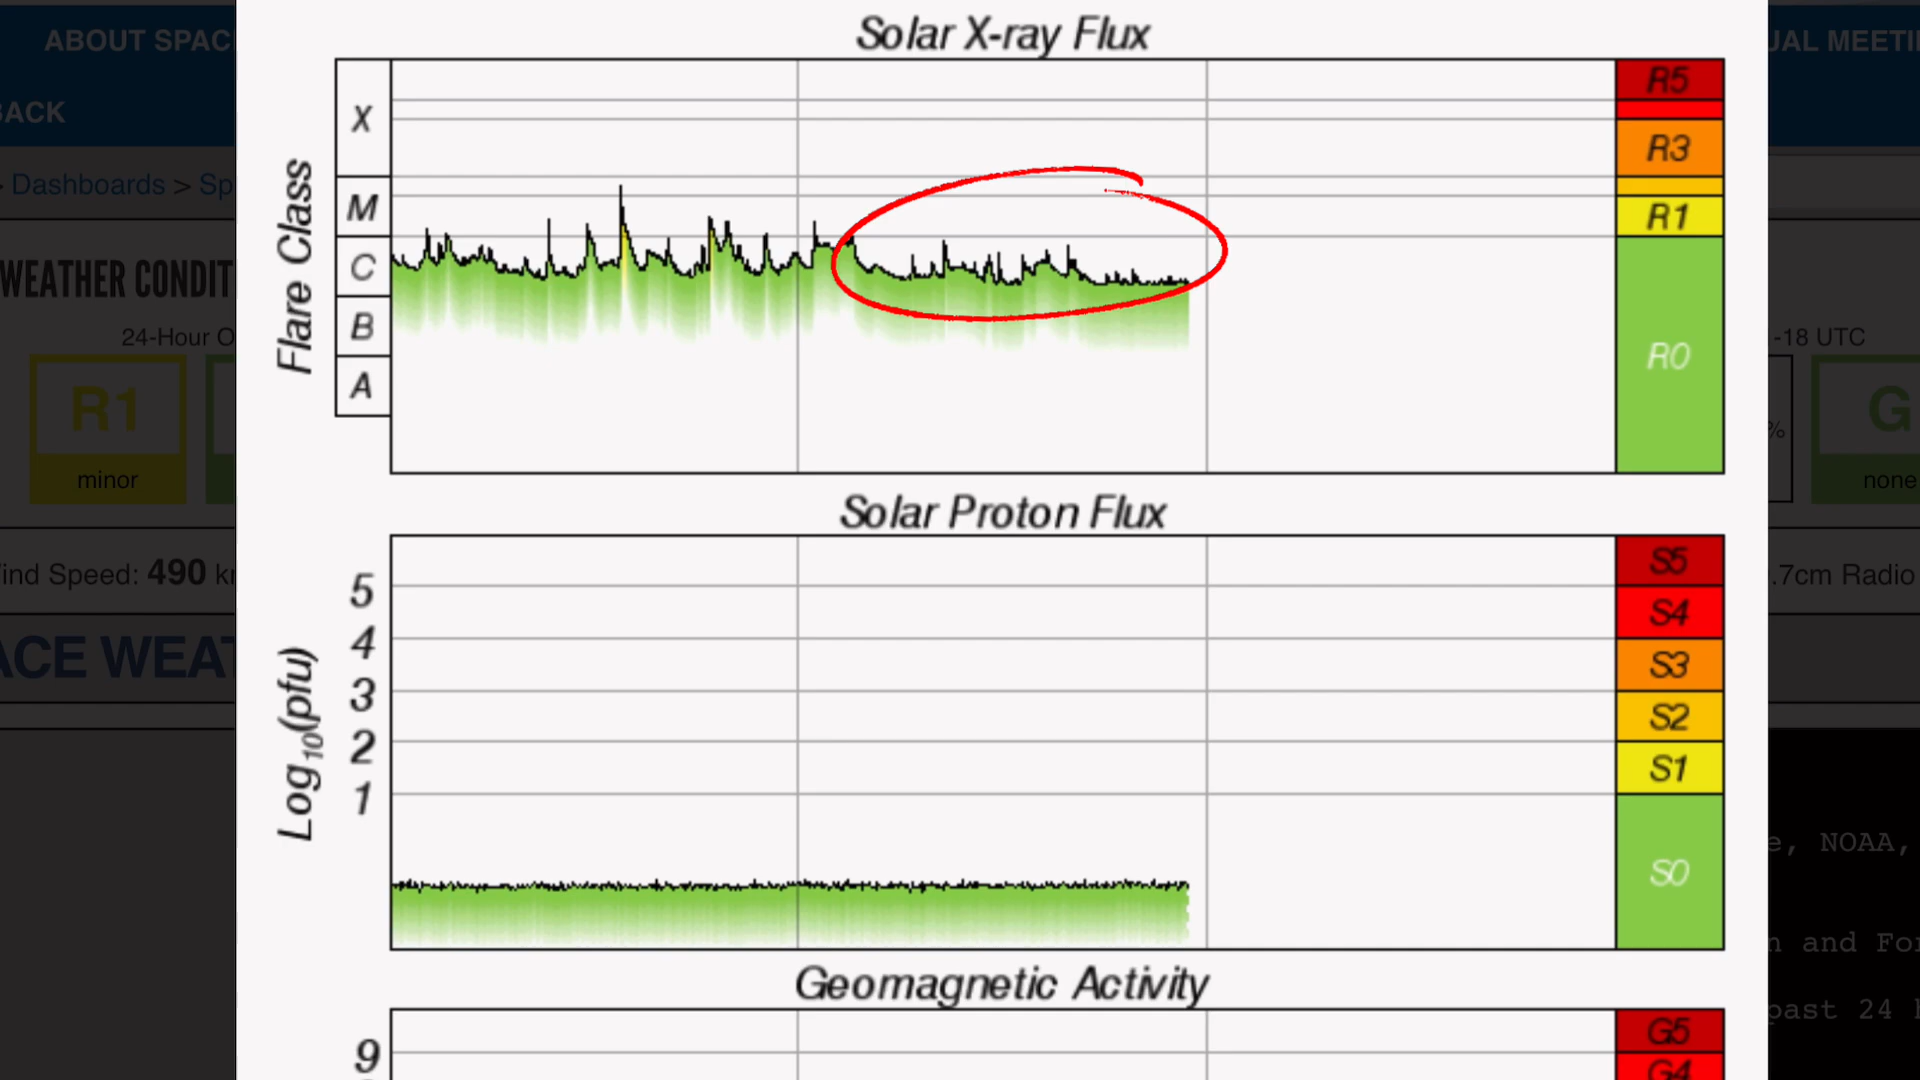 ABOUT SPAC
UAL MEETI
BACK
> Dashboards > Sp
WEATHER CONDIT
24-Hour O
-18 UTC
R1
minor
G
none
%
ind Speed: 490 k
.7cm Radio
ACE WEAT
e, NOAA,
n and For
past 24 h
Solar X-ray Flux
Flare Class
X
M
C
B
A
R5
R3
R1
R0
Solar Proton Flux
Log10(pfu)
5
4
3
2
1
S5
S4
S3
S2
S1
S0
Geomagnetic Activity
9
G5
G4